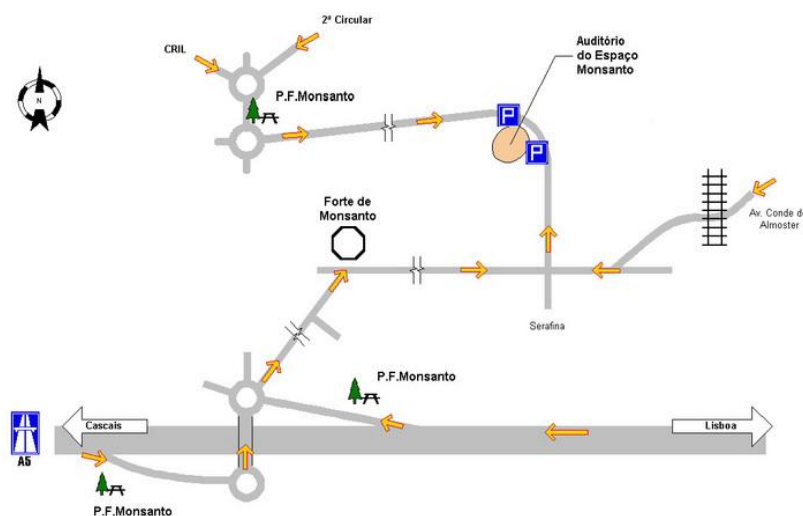 2ª Circular
CRIL
Auditório
do Espaço
Monsanto
P.F.Monsanto
P
P
N
Forte de
Monsanto
Av. Conde de
Almoster
Serafina
P.F.Monsanto
Cascais
Lisboa
A5
P.F.Monsanto